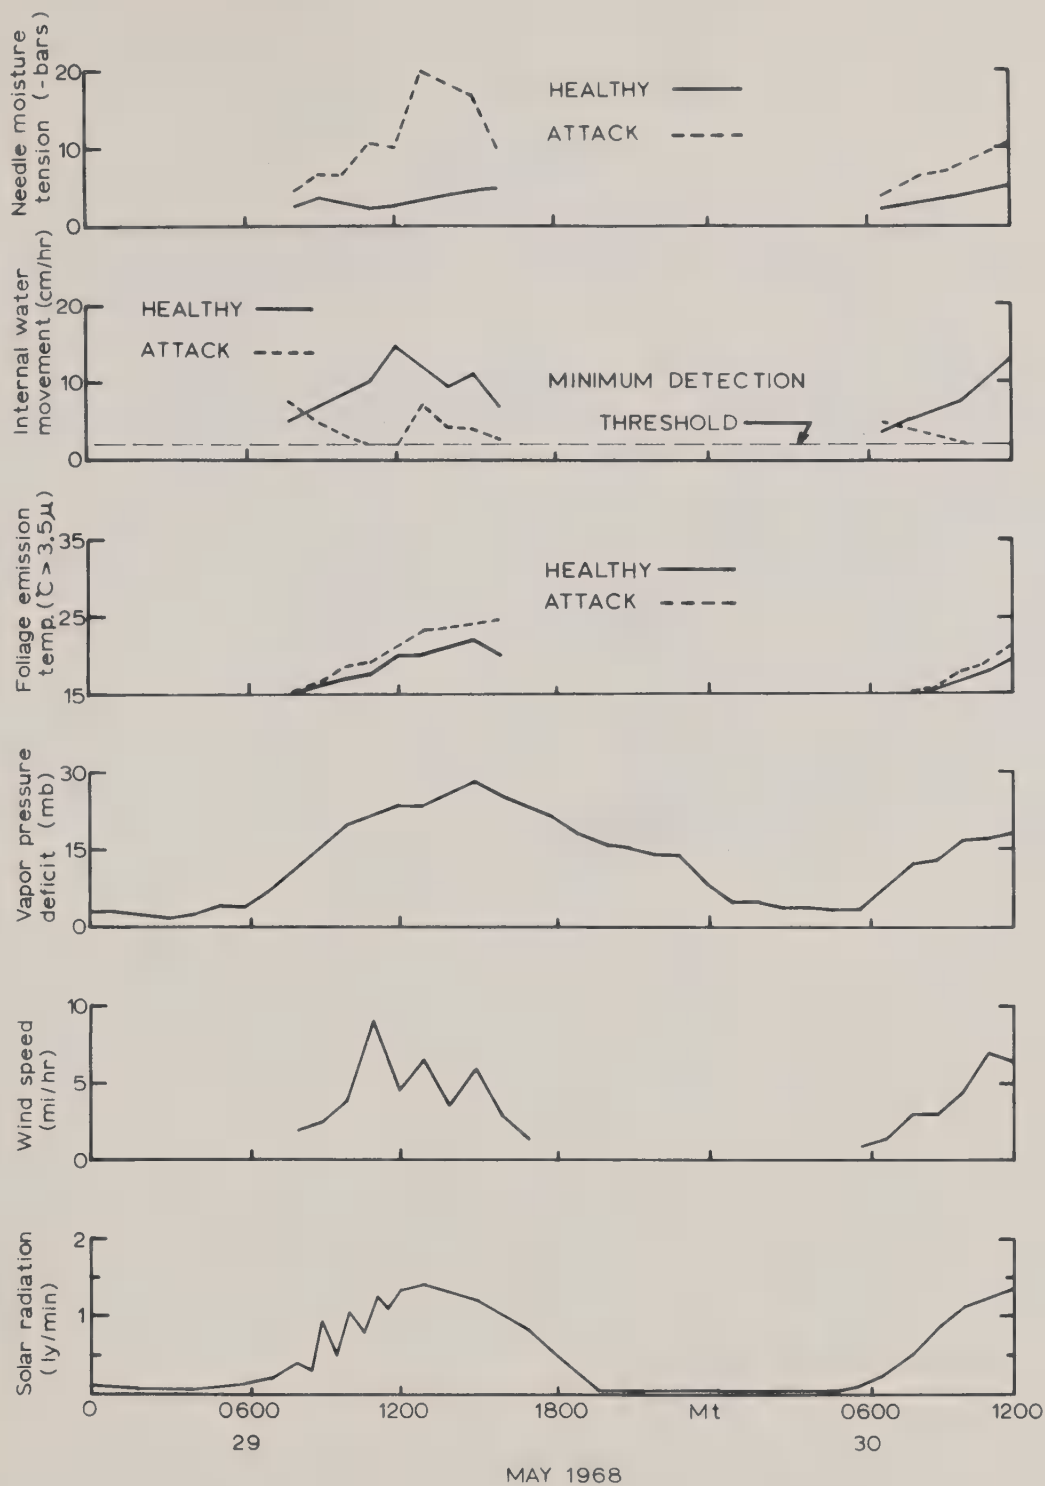 Needle moisture
tension (-bars)
20
10
0
HEALTHY
ATTACK
Internal water
movement (cm/hr)
20
10
0
HEALTHY
ATTACK
MINIMUM DETECTION
THRESHOLD
Foliage emission
temp. (°C > 3.5µ)
35
25
15
HEALTHY
ATTACK
Vapor pressure
deficit (mb)
30
15
0
Wind speed
(mi/hr)
10
5
0
Solar radiation
(ly/min)
2
1
0 0600 1200 1800 Mt 0600 1200
29 30
MAY 1968